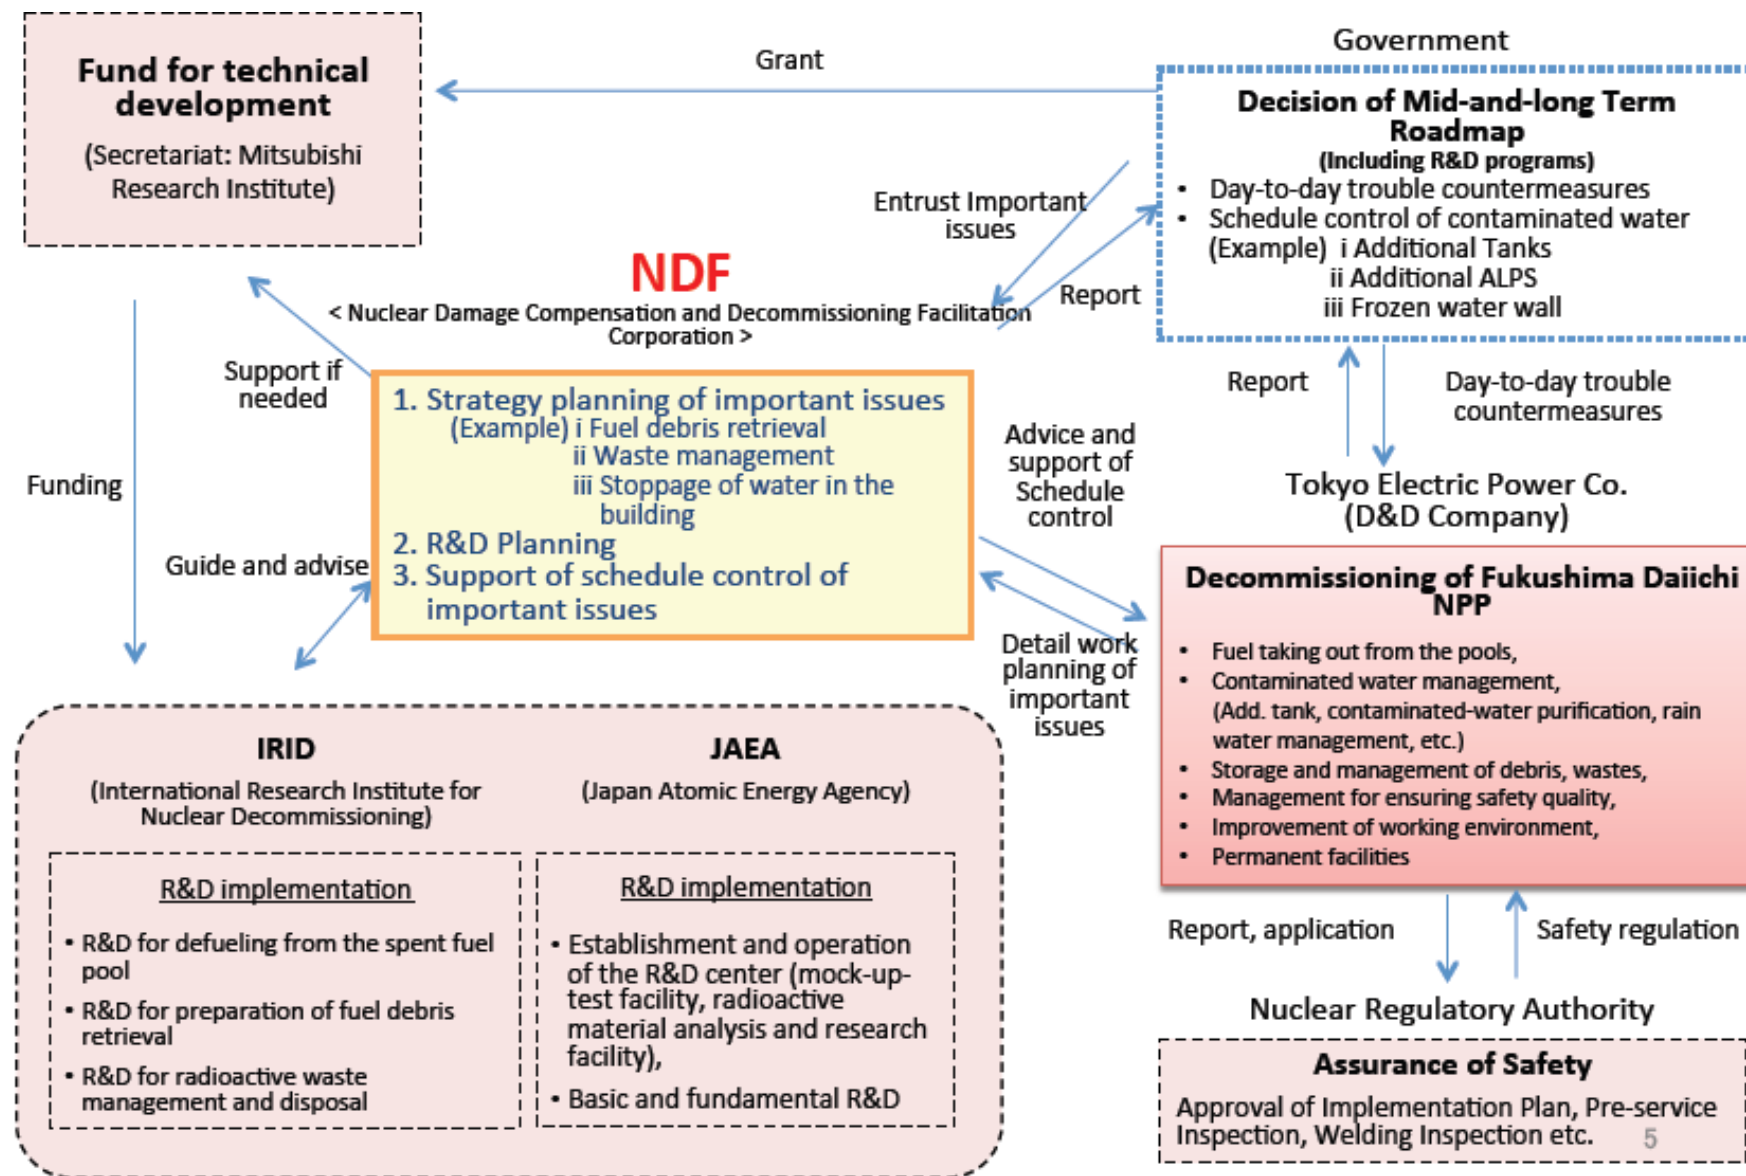 Fund for technical
development
(Secretariat: Mitsubishi
Research Institute)
Grant
Government
Decision of Mid-and-long Term
Roadmap
(Including R&D programs)
• Day-to-day trouble countermeasures
• Schedule control of contaminated water
(Example) i Additional Tanks
ii Additional ALPS
iii Frozen water wall
Entrust Important
issues
Report
NDF
< Nuclear Damage Compensation and Decommissioning Facilitation
Corporation >
Support if
needed
1. Strategy planning of important issues
(Example) i Fuel debris retrieval
ii Waste management
iii Stoppage of water in the
building
2. R&D Planning
3. Support of schedule control of
important issues
Funding
Guide and advise
Report
Day-to-day trouble
countermeasures
Advice and
support of
Schedule
control
Detail work
planning of
important
issues
Tokyo Electric Power Co.
(D&D Company)
Decommissioning of Fukushima Daiichi
NPP
• Fuel taking out from the pools,
• Contaminated water management,
(Add. tank, contaminated-water purification, rain
water management, etc.)
• Storage and management of debris, wastes,
• Management for ensuring safety quality,
• Improvement of working environment,
• Permanent facilities
IRID
(International Research Institute for
Nuclear Decommissioning)
R&D implementation
• R&D for defueling from the spent fuel
pool
• R&D for preparation of fuel debris
retrieval
• R&D for radioactive waste
management and disposal
JAEA
(Japan Atomic Energy Agency)
R&D implementation
• Establishment and operation
of the R&D center (mock-up-
test facility, radioactive
material analysis and research
facility),
• Basic and fundamental R&D
Report, application
Safety regulation
Nuclear Regulatory Authority
Assurance of Safety
Approval of Implementation Plan, Pre-service
Inspection, Welding Inspection etc.
5